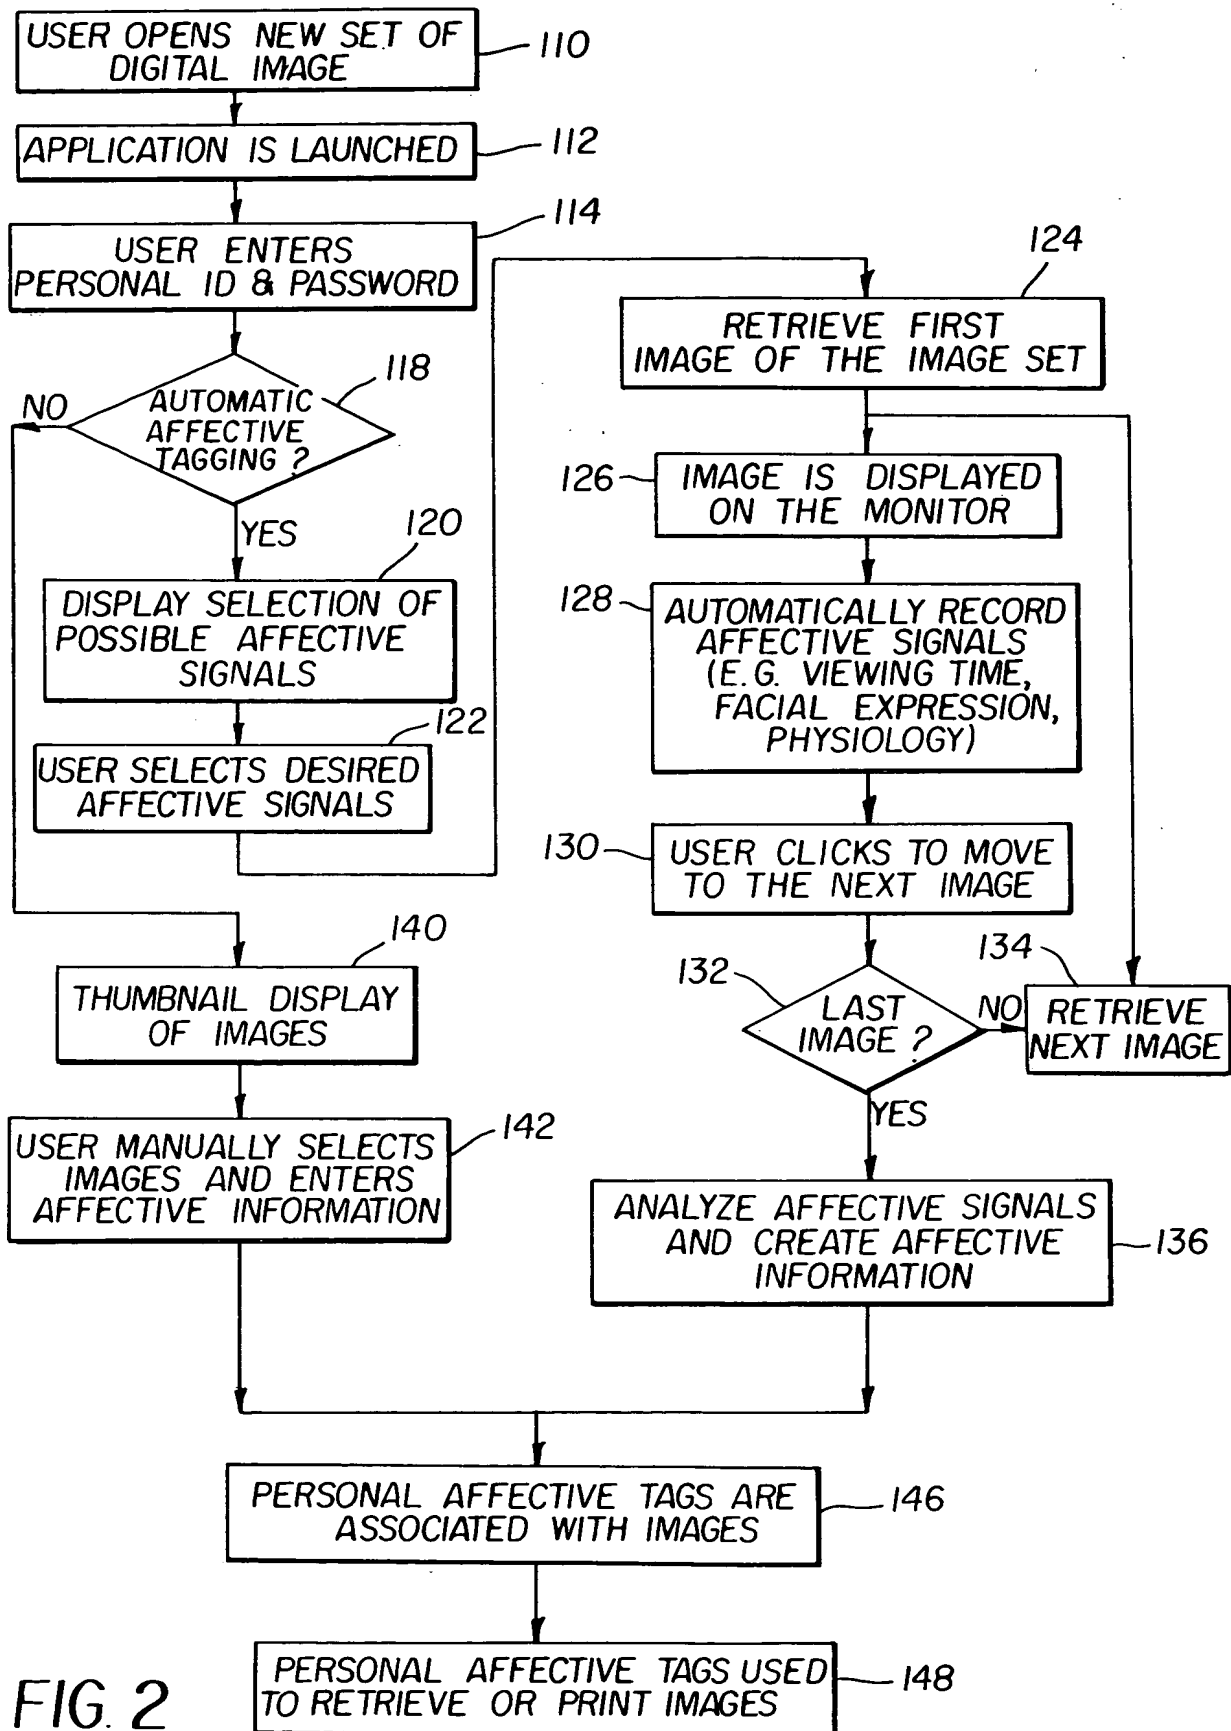 USER OPENS NEW SET OF
DIGITAL IMAGE
110
APPLICATION IS LAUNCHED
112
USER ENTERS
PERSONAL ID & PASSWORD
114
AUTOMATIC
AFFECTIVE
TAGGING ?
118
NO
YES
DISPLAY SELECTION OF
POSSIBLE AFFECTIVE
SIGNALS
120
USER SELECTS DESIRED
AFFECTIVE SIGNALS
122
RETRIEVE FIRST
IMAGE OF THE IMAGE SET
124
IMAGE IS DISPLAYED
ON THE MONITOR
126
AUTOMATICALLY RECORD
AFFECTIVE SIGNALS
(E.G. VIEWING TIME,
FACIAL EXPRESSION,
PHYSIOLOGY)
128
USER CLICKS TO MOVE
TO THE NEXT IMAGE
130
LAST
IMAGE ?
132
NO
YES
RETRIEVE
NEXT IMAGE
134
ANALYZE AFFECTIVE SIGNALS
AND CREATE AFFECTIVE
INFORMATION
136
THUMBNAIL DISPLAY
OF IMAGES
140
USER MANUALLY SELECTS
IMAGES AND ENTERS
AFFECTIVE INFORMATION
142
PERSONAL AFFECTIVE TAGS ARE
ASSOCIATED WITH IMAGES
146
PERSONAL AFFECTIVE TAGS USED
TO RETRIEVE OR PRINT IMAGES
148
FIG. 2